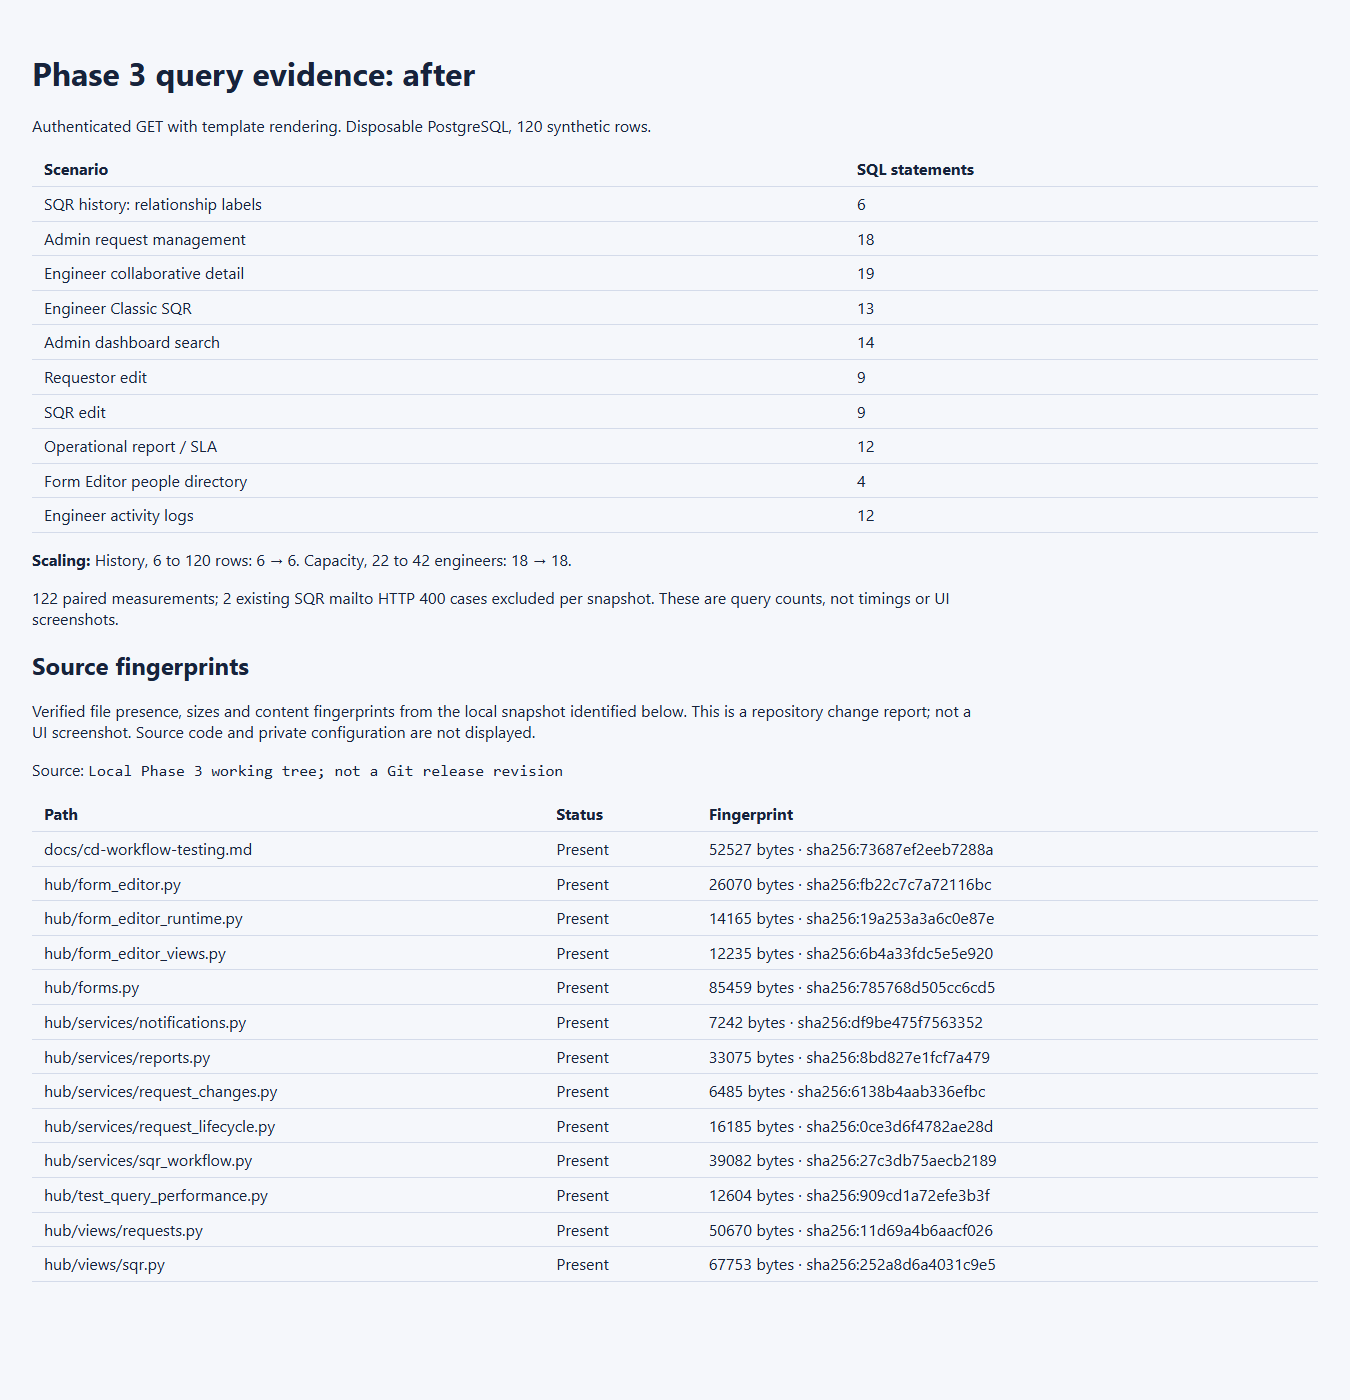 Phase 3 query evidence: after
Authenticated GET with template rendering. Disposable PostgreSQL, 120 synthetic rows.
Scenario SQL statements
SQR history: relationship labels 6
Admin request management 18
Engineer collaborative detail 19
Engineer Classic SQR 13
Admin dashboard search 14
Requestor edit 9
SQR edit 9
Operational report / SLA 12
Form Editor people directory 4
Engineer activity logs 12
Scaling: History, 6 to 120 rows: 6 → 6. Capacity, 22 to 42 engineers: 18 → 18.
122 paired measurements; 2 existing SQR mailto HTTP 400 cases excluded per snapshot. These are query counts, not timings or UI
screenshots.
Source fingerprints
Verified file presence, sizes and content fingerprints from the local snapshot identified below. This is a repository change report; not a
UI screenshot. Source code and private configuration are not displayed.
Source: Local Phase 3 working tree; not a Git release revision
Path Status Fingerprint
docs/cd-workflow-testing.md Present 52527 bytes · sha256:73687ef2eeb7288a
hub/form_editor.py Present 26070 bytes · sha256:fb22c7c7a72116bc
hub/form_editor_runtime.py Present 14165 bytes · sha256:19a253a3a6c0e87e
hub/form_editor_views.py Present 12235 bytes · sha256:6b4a33fdc5e5e920
hub/forms.py Present 85459 bytes · sha256:785768d505cc6cd5
hub/services/notifications.py Present 7242 bytes · sha256:df9be475f7563352
hub/services/reports.py Present 33075 bytes · sha256:8bd827e1fcf7a479
hub/services/request_changes.py Present 6485 bytes · sha256:6138b4aab336efbc
hub/services/request_lifecycle.py Present 16185 bytes · sha256:0ce3d6f4782ae28d
hub/services/sqr_workflow.py Present 39082 bytes · sha256:27c3db75aecb2189
hub/test_query_performance.py Present 12604 bytes · sha256:909cd1a72efe3b3f
hub/views/requests.py Present 50670 bytes · sha256:11d69a4b6aacf026
hub/views/sqr.py Present 67753 bytes · sha256:252a8d6a4031c9e5